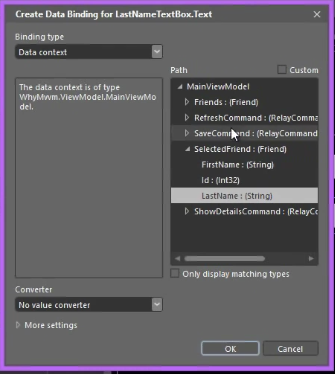 Create Data Binding for LastNameTextBox.Text
Binding type
Data context
Path
Custom
The data context is of type
WhyMvvm.ViewModel.MainViewMo
del.
MainViewModel
Friends : (Friend)
RefreshCommand : (RelayComma
SaveCommand : (RelayCommand
SelectedFriend : (Friend)
FirstName : (String)
Id : (Int32)
LastName : (String)
ShowDetailsCommand : (RelayCo
Only display matching types
Converter
No value converter
More settings
OK
Cancel